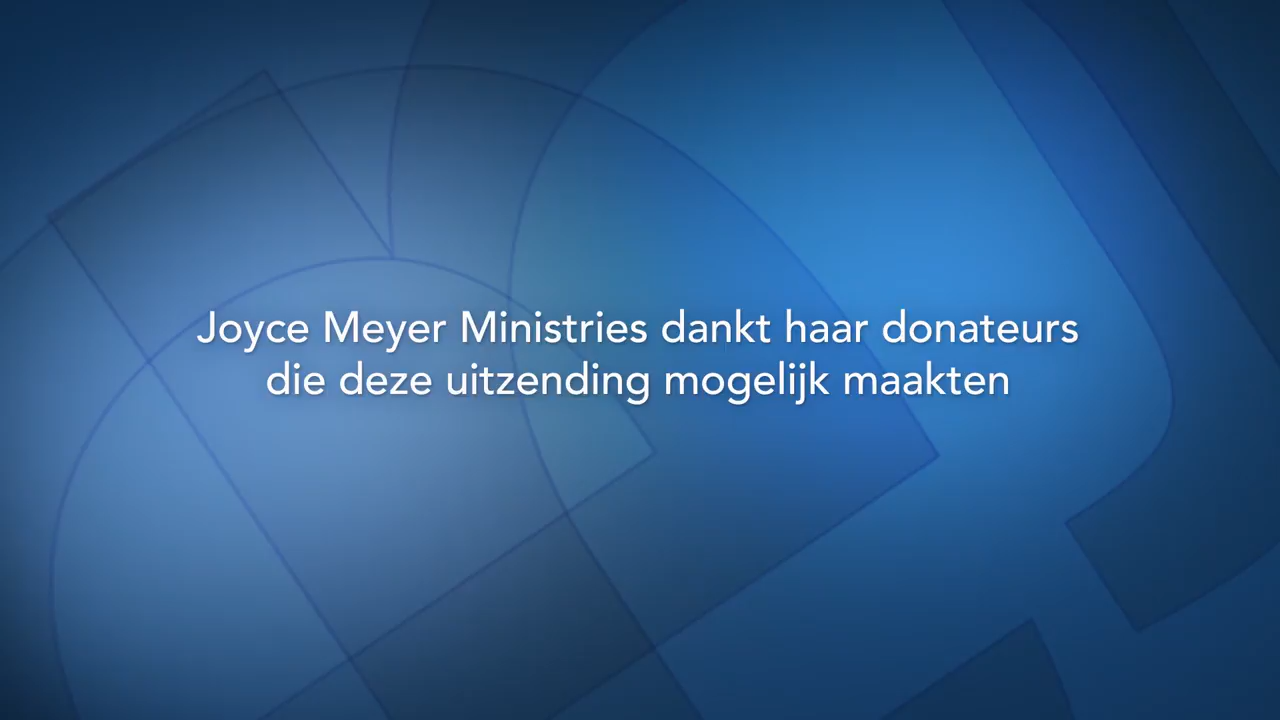 Joyce Meyer Ministries dankt haar donateurs
die deze uitzending mogelijk maakten